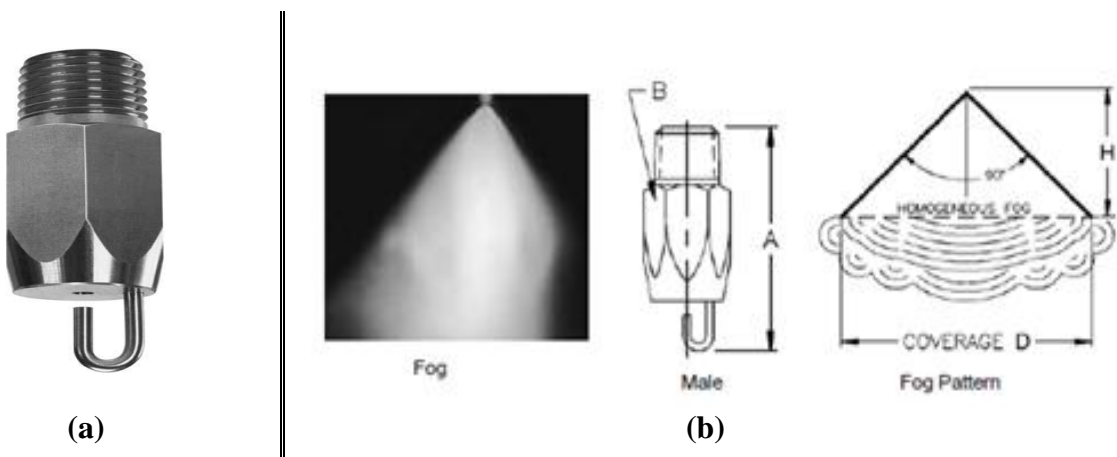 B
A
H
90°
HOMOGENEOUS FOG
COVERAGE D
Fog
Male
Fog Pattern
(a)
(b)